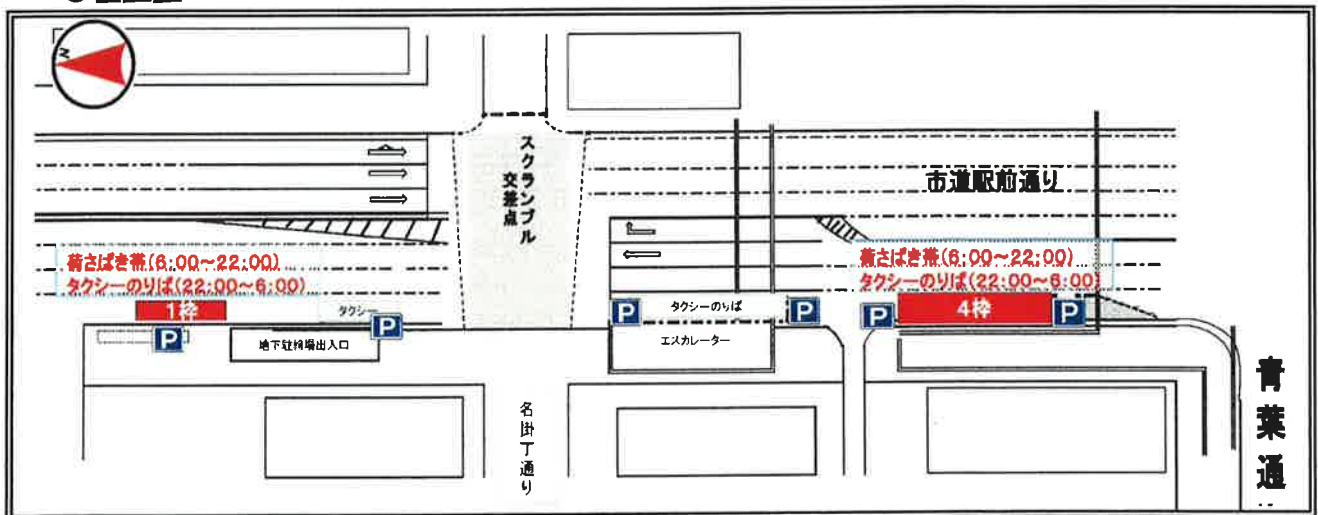 N
スクランブル
交差点
市道駅前通り
荷さばき帯(6:00~22:00)
タクシーのりば(22:00~6:00)
1枠
P
タクシー
P
地下駐輪場出入口
P
タクシーのりば
P
エスカレーター
荷さばき帯(6:00~22:00)
タクシーのりば(22:00~6:00)
P
4枠
P
名掛丁通り
青葉通